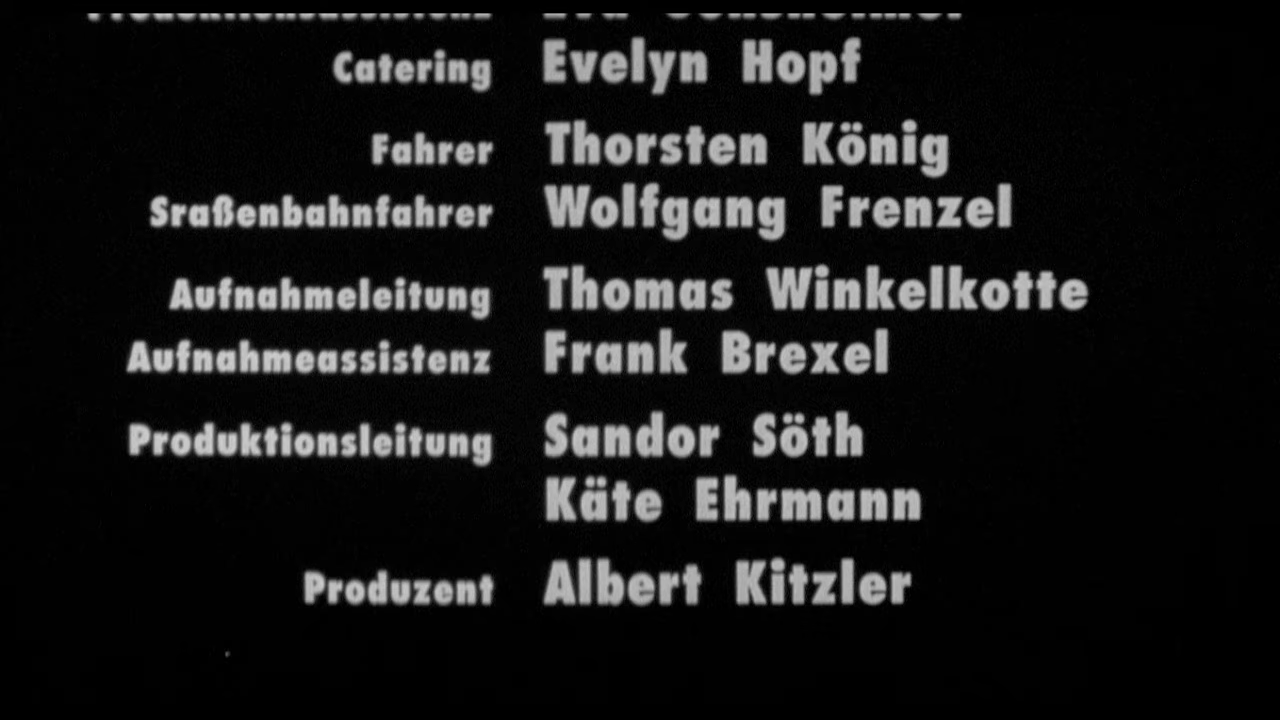 Catering Evelyn Hopf
Fahrer Thorsten König
Sraßenbahnfahrer Wolfgang Frenzel
Aufnahmeleitung Thomas Winkelkotte
Aufnahmeassistenz Frank Brexel
Produktionsleitung Sandor Söth
Käte Ehrmann
Produzent Albert Kitzler